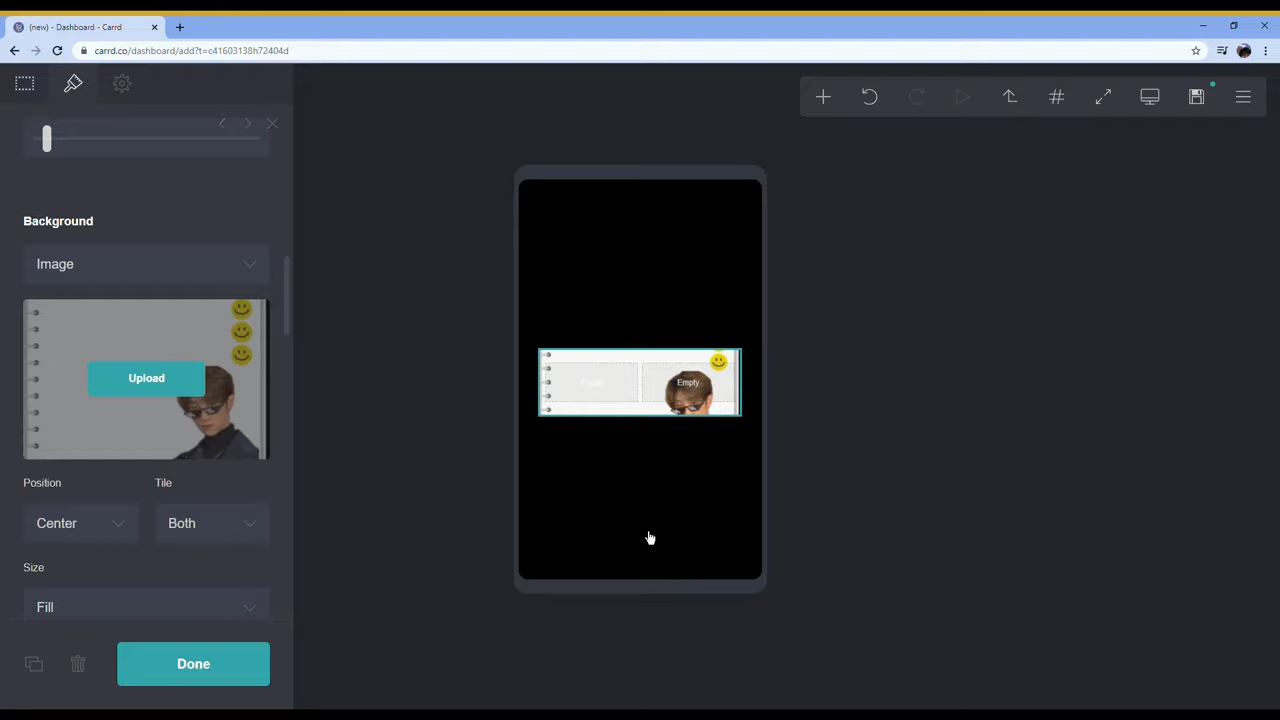 (new) - Dashboard - Carrd
carrd.co/dashboard/add?t=c41603138h72404d
Background
Image
Upload
Position
Tile
Center
Both
Size
Fill
Done
Empty